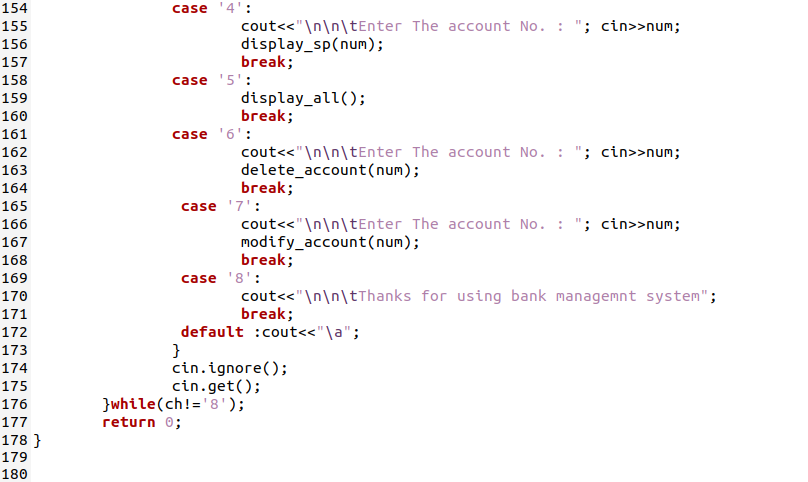 154 case '4':
155 cout<<"\n\n\tEnter The account No. : "; cin>>num;
156 display_sp(num);
157 break;
158 case '5':
159 display_all();
160 break;
161 case '6':
162 cout<<"\n\n\tEnter The account No. : "; cin>>num;
163 delete_account(num);
164 break;
165 case '7':
166 cout<<"\n\n\tEnter The account No. : "; cin>>num;
167 modify_account(num);
168 break;
169 case '8':
170 cout<<"\n\n\tThanks for using bank managemnt system";
171 break;
172 default :cout<<"\a";
173 }
174 cin.ignore();
175 cin.get();
176 }while(ch!='8');
177 return 0;
178 }
179
180